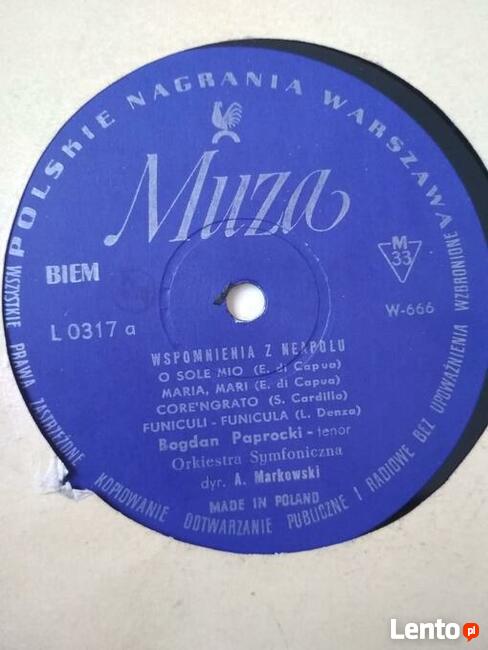 POLSKIE NAGRANIA WARSZAWA
Muza
BIEM
M
33
L 0317 a
W-666
WSPOMNIENIA Z NEAPOLU
O SOLE MIO (E. di Capua)
MARIA, MARI (E. di Capua)
CORE'NGRATO (S. Cardillo)
FUNICULI - FUNICULA (L. Denza)
Bogdan Paprocki - tenor
Orkiestra Symfoniczna
dyr. A. Markowski
MADE IN POLAND
WSZYSTKIE PRAWA ZASTRZEŻONE KOPIOWANIE ODTWARZANIE PUBLICZNE I RADIOWE BEZ UPOWAŻNIENIA WZBRONIONE
Lento pl